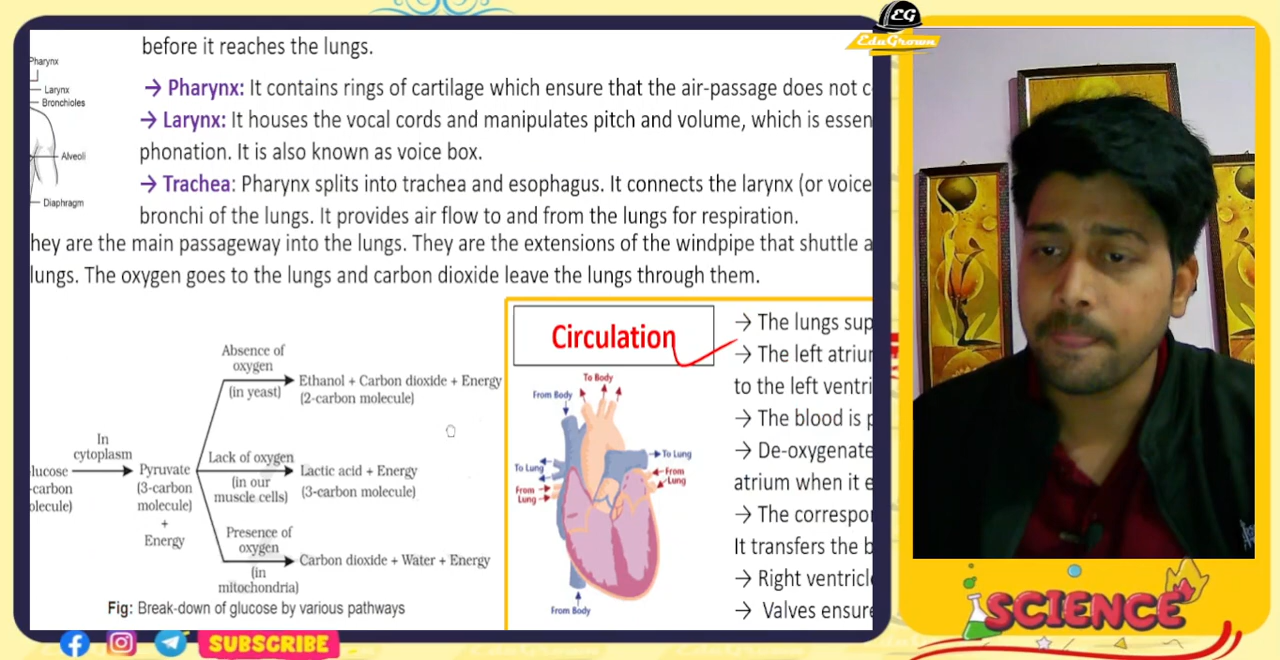 EG
EduGrown
before it reaches the lungs.
Pharynx
Larynx
Bronchioles
Alveoli
Diaphragm
→ Pharynx: It contains rings of cartilage which ensure that the air-passage does not c
→ Larynx: It houses the vocal cords and manipulates pitch and volume, which is essen
phonation. It is also known as voice box.
→ Trachea: Pharynx splits into trachea and esophagus. It connects the larynx (or voice
bronchi of the lungs. It provides air flow to and from the lungs for respiration.
hey are the main passageway into the lungs. They are the extensions of the windpipe that shuttle a
lungs. The oxygen goes to the lungs and carbon dioxide leave the lungs through them.
Absence of
oxygen
(in yeast)
Ethanol + Carbon dioxide + Energy
(2-carbon molecule)
In
cytoplasm
lucose
-carbon
olecule)
Pyruvate
(3-carbon
molecule)
+
Energy
Lack of oxygen
(in our
muscle cells)
Lactic acid + Energy
(3-carbon molecule)
Presence of
oxygen
(in
mitochondria)
Carbon dioxide + Water + Energy
Fig: Break-down of glucose by various pathways
Circulation
To Body
From Body
To Lung
From
Lung
To Lung
From
Lung
From Body
→ The lungs sup
→ The left atriu
to the left ventri
→ The blood is p
→ De-oxygenate
atrium when it e
→ The correspo
It transfers the b
→ Right ventricl
→ Valves ensure
SUBSCRIBE
SCIENCE